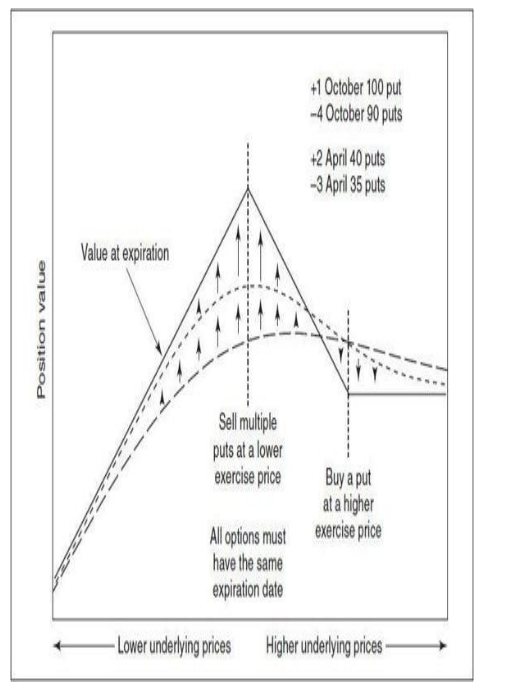 +1 October 100 put
–4 October 90 puts
+2 April 40 puts
–3 April 35 puts
Value at expiration
Position value
Sell multiple
puts at a lower
exercise price
Buy a put
at a higher
exercise price
All options must
have the same
expiration date
Lower underlying prices
Higher underlying prices